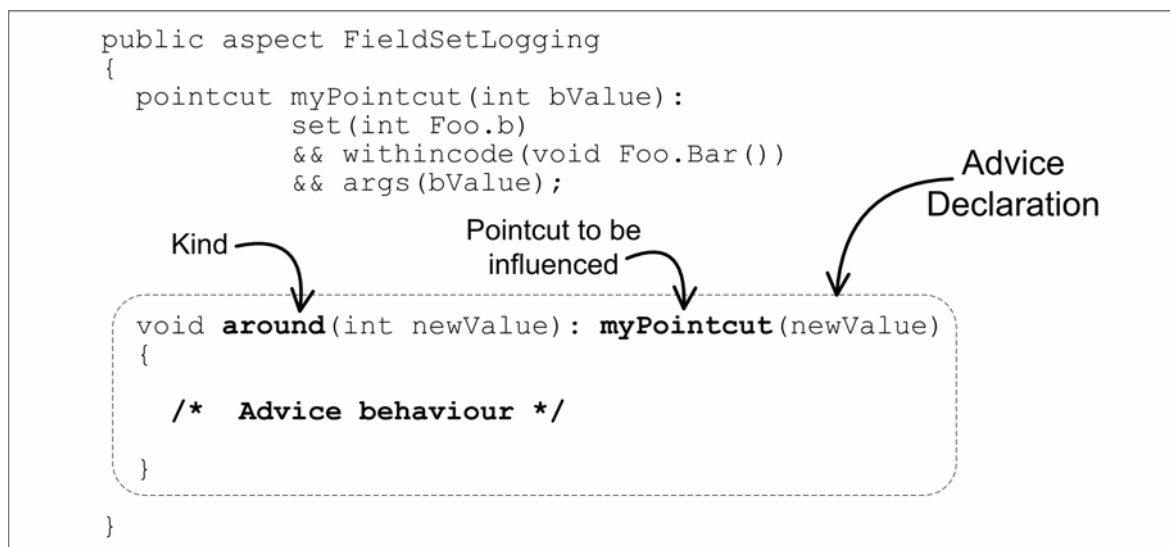 public aspect FieldSetLogging
{
pointcut myPointcut(int bValue):
set(int Foo.b)
&& withincode(void Foo.Bar())
&& args(bValue);
Advice
Declaration
Kind
Pointcut to be
influenced
void around(int newValue): myPointcut(newValue)
{
/* Advice behaviour */
}
}